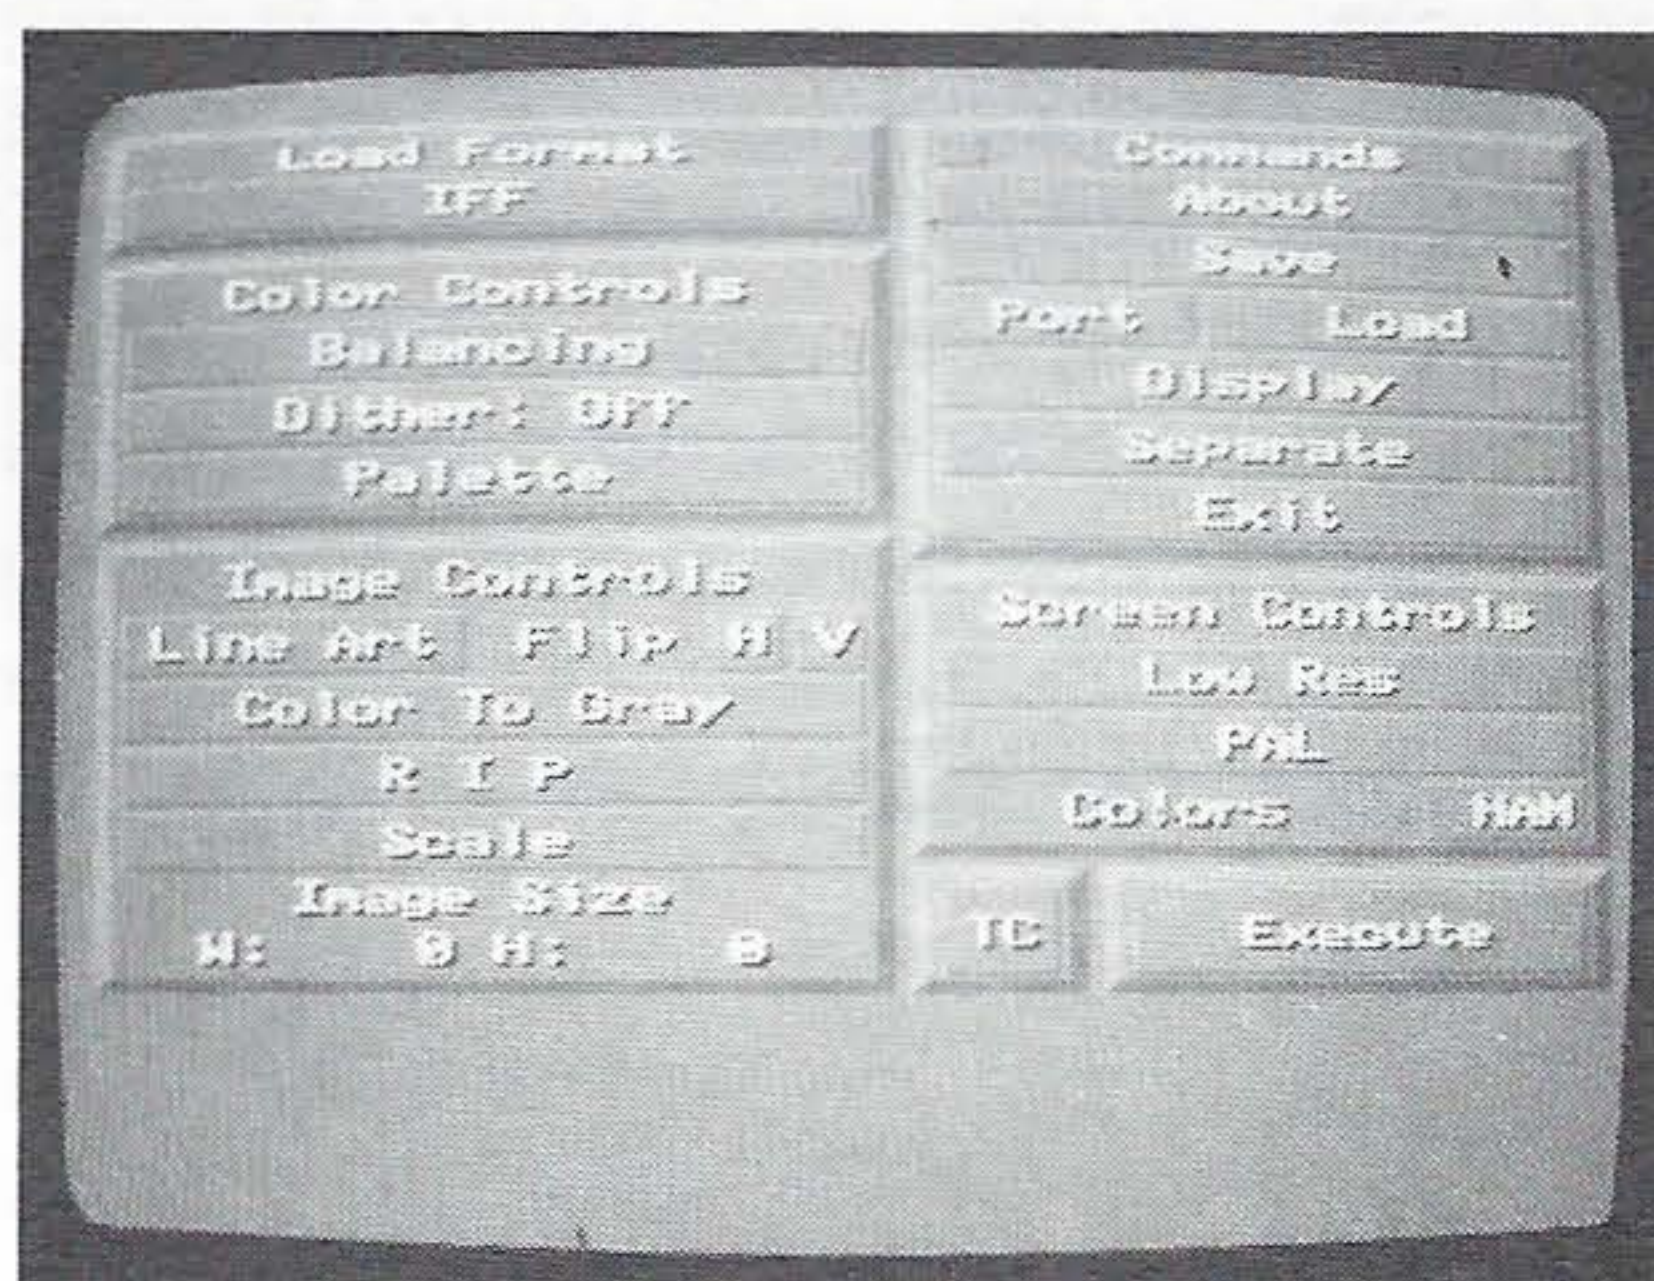 Load Format
IFF
Color Controls
Balancing
Dither: Off
Palette
Image Controls
Line Art Flip H V
Color To Gray
R I P
Scale
Image Size
W: 0 H: 0
Commands
About
Save
Port Load
Display
Separate
Exit
Screen Controls
Low Res
PAL
Colors HAM
TC Execute